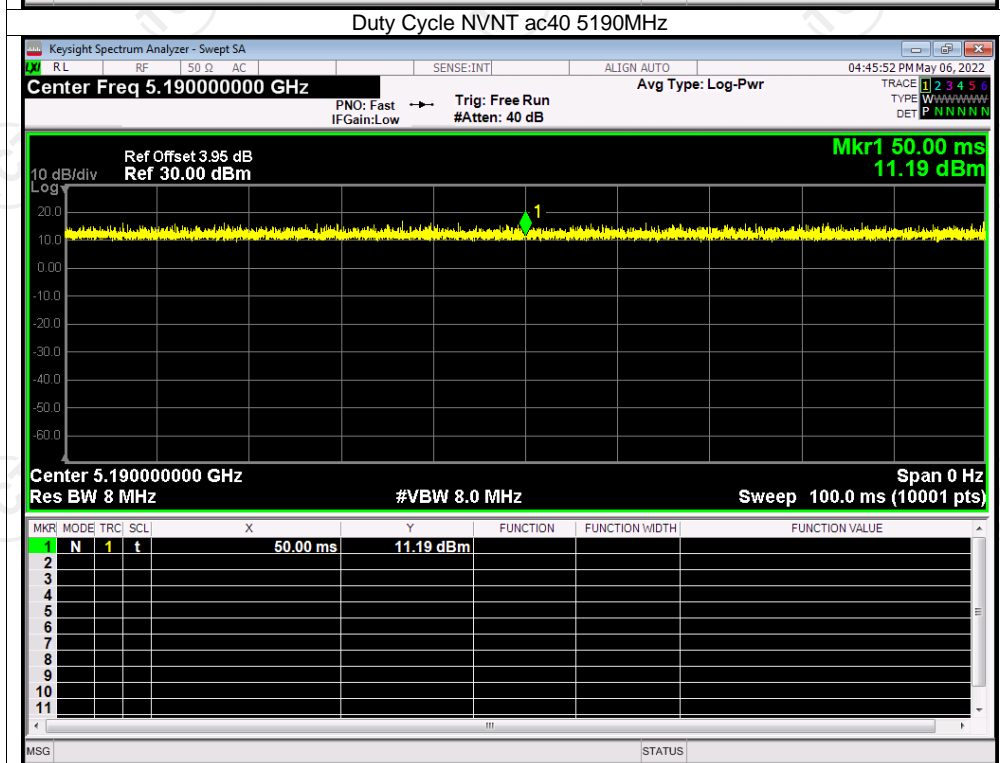 Duty Cycle NVNT ac40 5190MHz
Keysight Spectrum Analyzer - Swept SA
LXI RL RF 50 Ω AC SENSE:INT ALIGN AUTO 04:45:52 PM May 06, 2022
Center Freq 5.190000000 GHz Avg Type: Log-Pwr TRACE 1 2 3 4 5 6
PNO: Fast Trig: Free Run TYPE WWWWWW
IFGain:Low #Atten: 40 dB DET P N N N N N
Mkr1 50.00 ms
Ref Offset 3.95 dB
10 dB/div Ref 30.00 dBm 11.19 dBm
Log
20.0
1
10.0
0.00
-10.0
-20.0
-30.0
-40.0
-50.0
-60.0
Center 5.190000000 GHz Span 0 Hz
Res BW 8 MHz #VBW 8.0 MHz Sweep 100.0 ms (10001 pts)
MKR MODE TRC SCL X Y FUNCTION FUNCTION WIDTH FUNCTION VALUE
1 N 1 t 50.00 ms 11.19 dBm
2
3
4
5
6
7
8
9
10
11
MSG STATUS